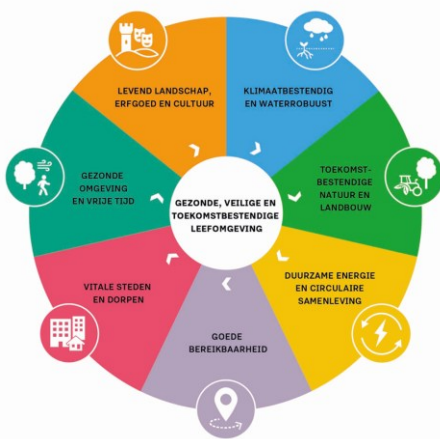 LEVEND LANDSCHAP,
ERFGOED EN CULTUUR
KLIMAATBESTENDIG
EN WATERROBUUST
TOEKOMST-
BESTENDIGE
NATUUR EN
LANDBOUW
DUURZAME ENERGIE
EN CIRCULAIRE
SAMENLEVING
GOEDE
BEREIKBAARHEID
VITALE STEDEN
EN DORPEN
GEZONDE
OMGEVING
EN VRIJE TIJD
GEZONDE, VEILIGE EN
TOEKOMSTBESTENDIGE
LEEFOMGEVING